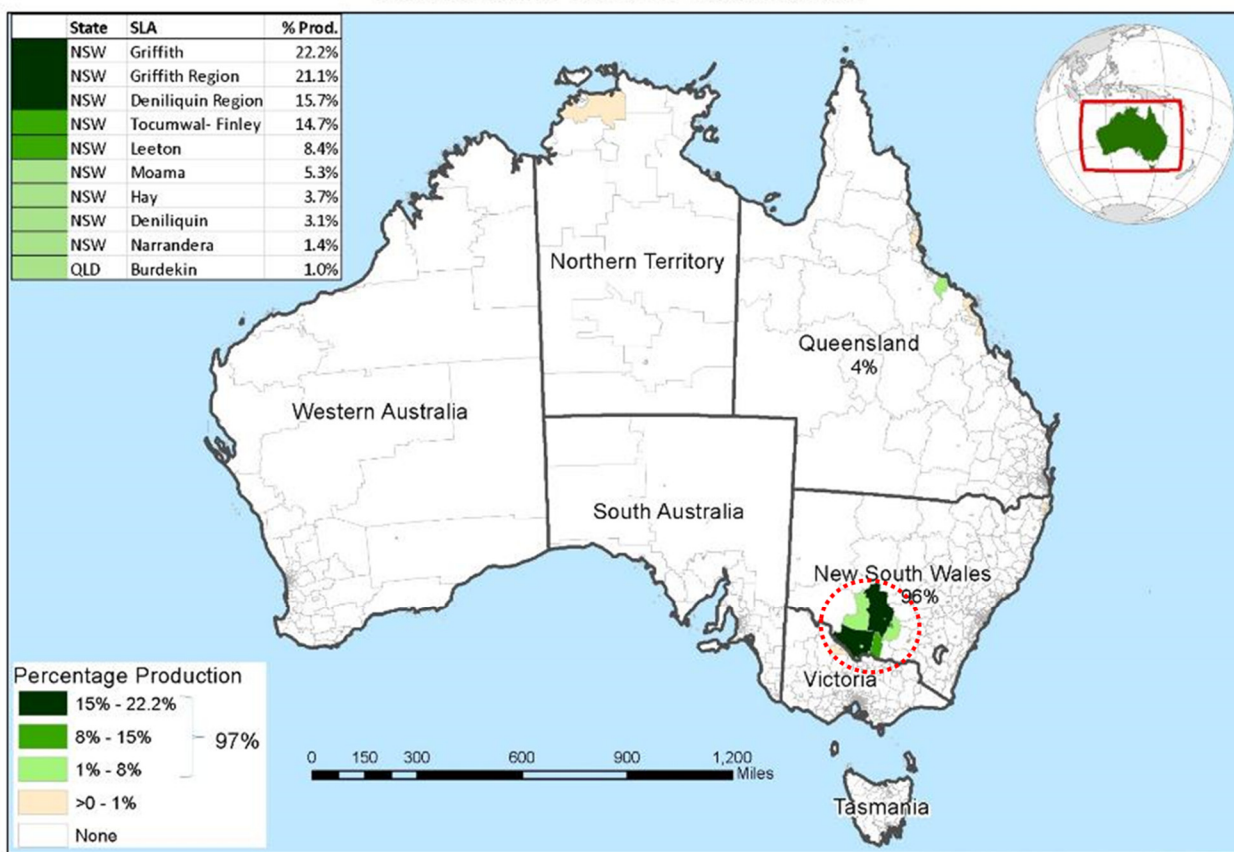 State SLA % Prod.
NSW Griffith 22.2%
NSW Griffith Region 21.1%
NSW Deniliquin Region 15.7%
NSW Tocumwal- Finley 14.7%
NSW Leeton 8.4%
NSW Moama 5.3%
NSW Hay 3.7%
NSW Deniliquin 3.1%
NSW Narrandera 1.4%
QLD Burdekin 1.0%
Northern Territory
Queensland
4%
Western Australia
South Australia
New South Wales
96%
Victoria
Tasmania
Percentage Production
15% - 22.2%
8% - 15%
97%
1% - 8%
>0 - 1%
None
0 150 300 600 900 1,200
Miles